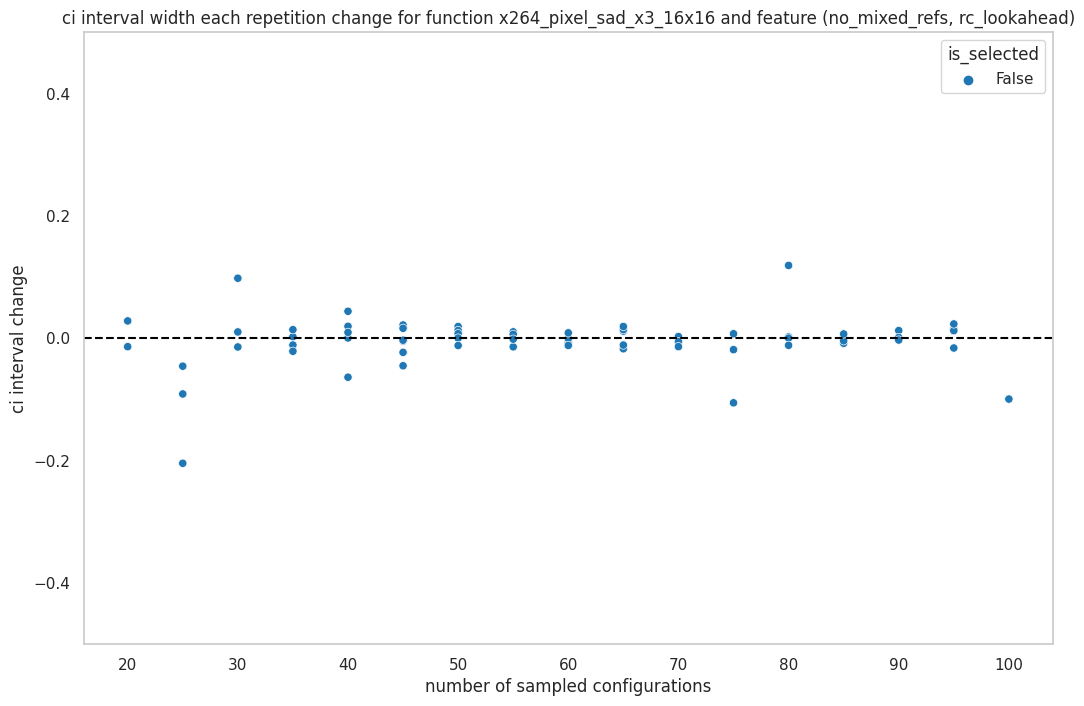 ci interval width each repetition change for function x264_pixel_sad_x3_16x16 and feature (no_mixed_refs, rc_lookahead)
is_selected
False
0.4
0.2
0.0
−0.2
−0.4
ci interval change
20 30 40 50 60 70 80 90 100
number of sampled configurations